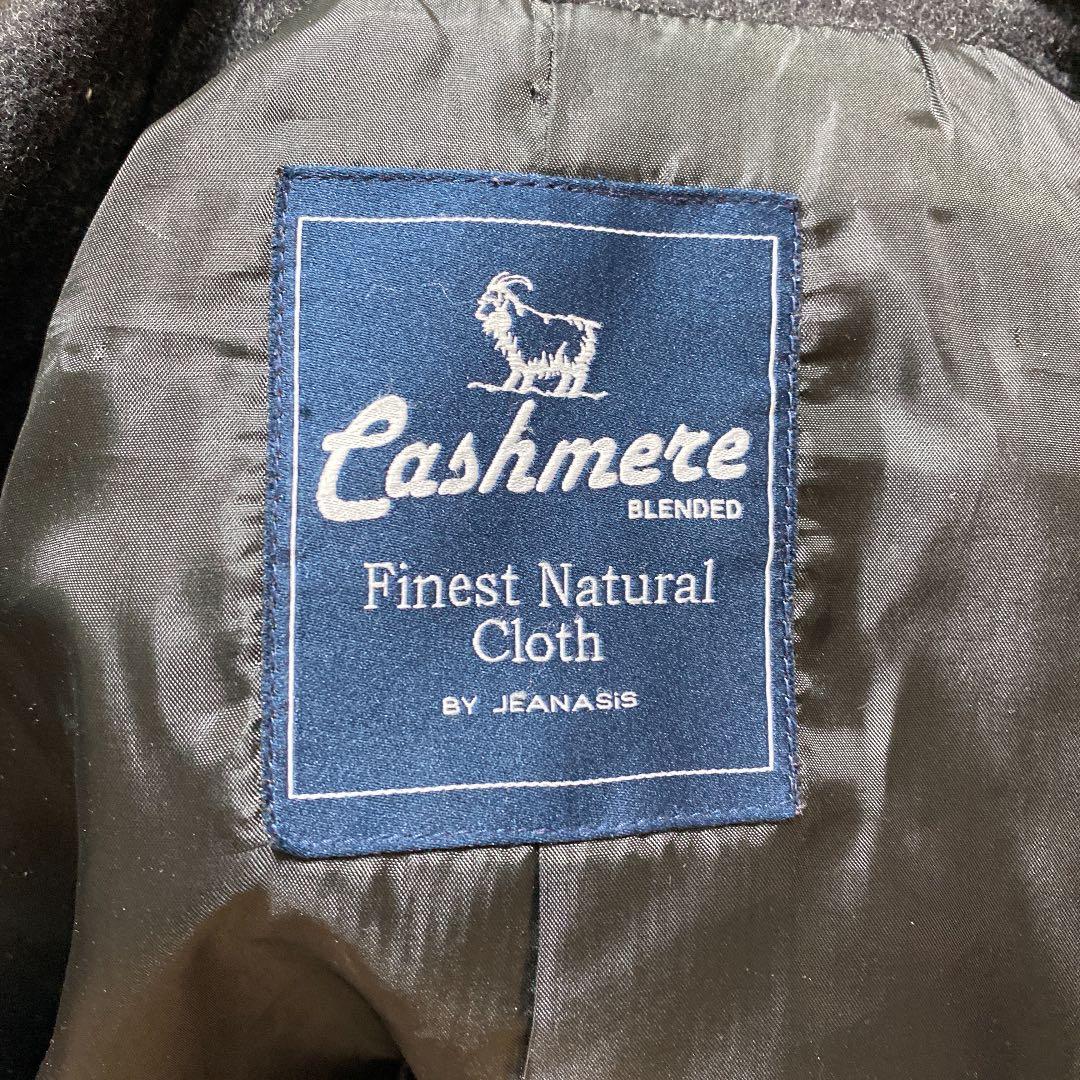 Cashmere
BLENDED
Finest Natural
Cloth
BY JEANASiS